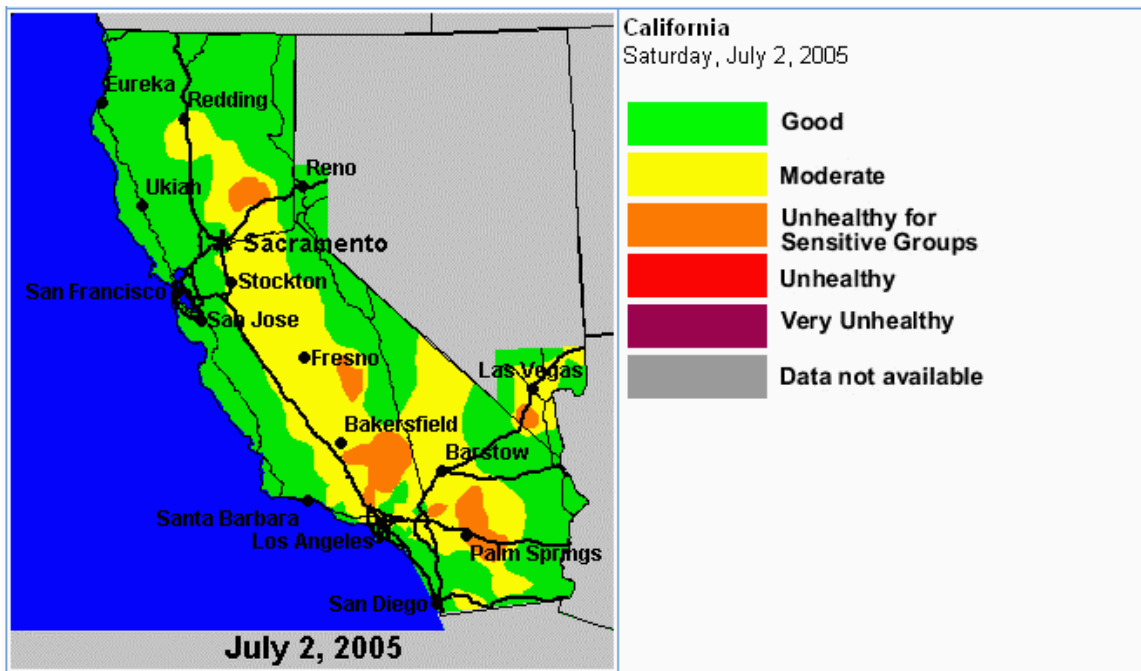 Eureka
Redding
Reno
Ukiah
Sacramento
Stockton
San Francisco
San Jose
Fresno
Las Vegas
Bakersfield
Barstow
Santa Barbara
Los Angeles
Palm Springs
San Diego
July 2, 2005
California
Saturday, July 2, 2005
Good
Moderate
Unhealthy for
Sensitive Groups
Unhealthy
Very Unhealthy
Data not available